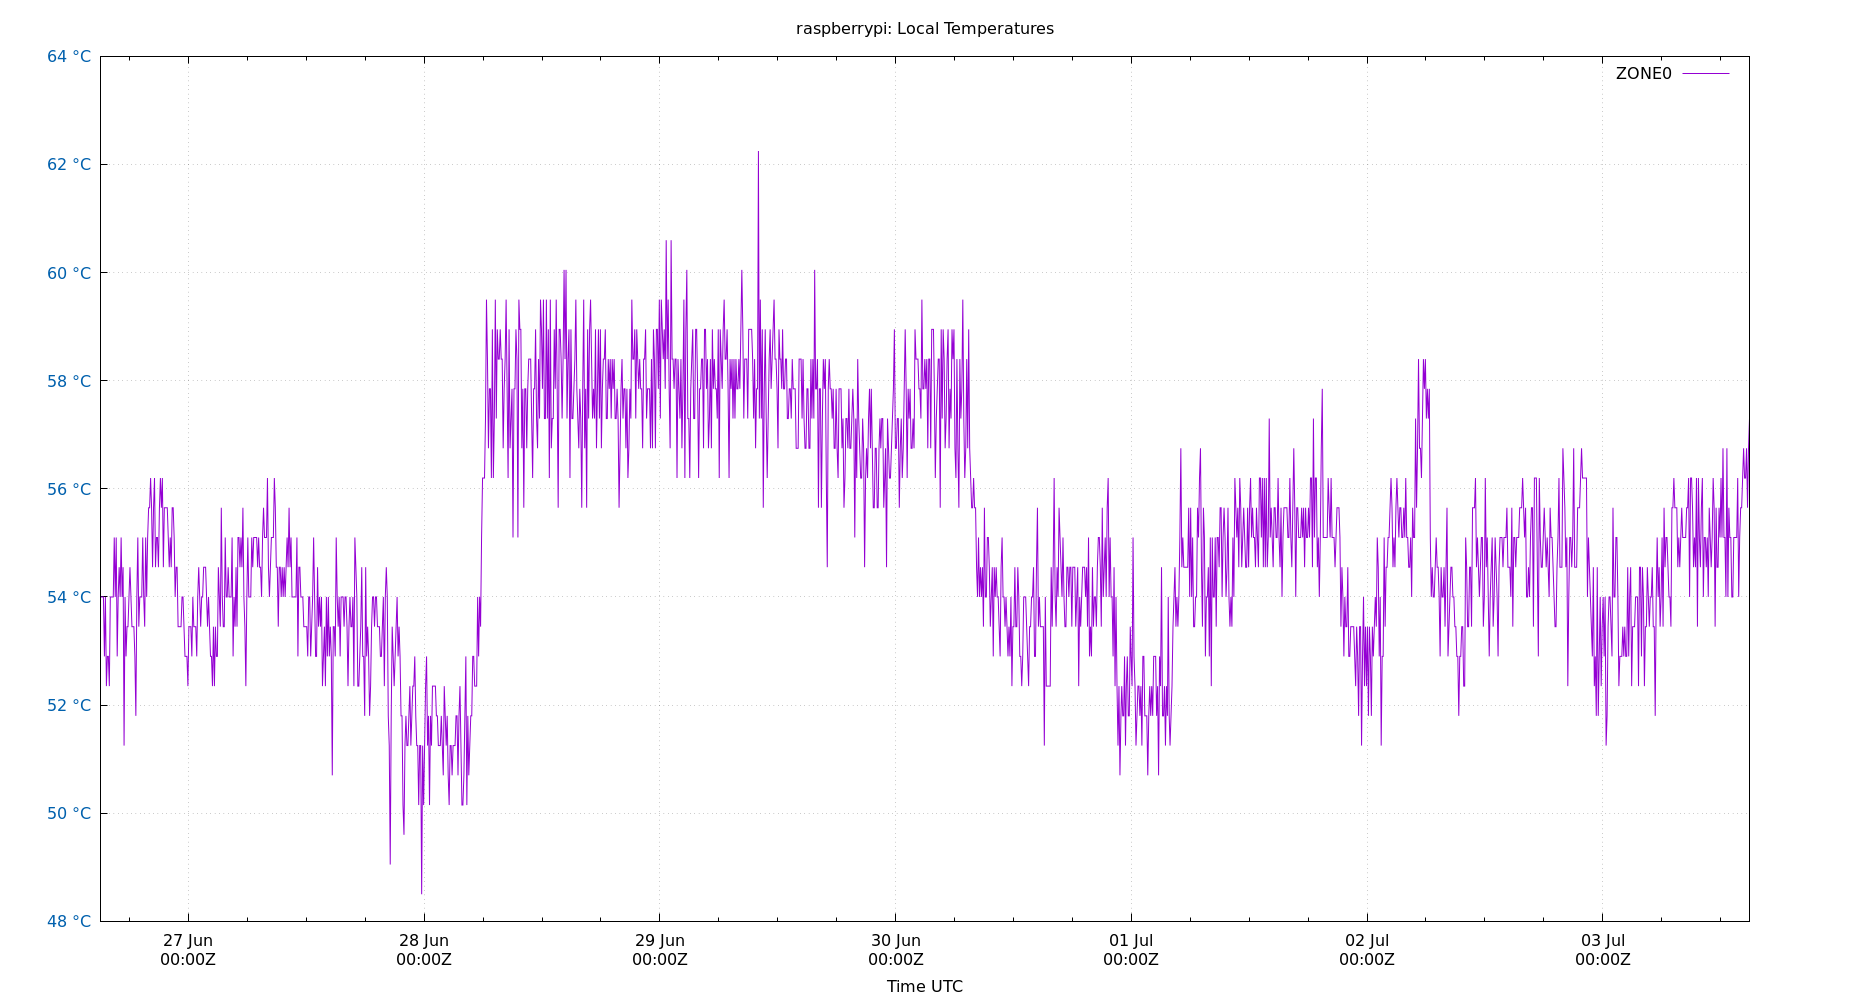 raspberrypi: Local Temperatures
64 °C
ZONE0
62 °C
60 °C
58 °C
56 °C
54 °C
52 °C
50 °C
48 °C
27 Jun 28 Jun 29 Jun 30 Jun 01 Jul 02 Jul 03 Jul
00:00Z 00:00Z 00:00Z 00:00Z 00:00Z 00:00Z 00:00Z
Time UTC